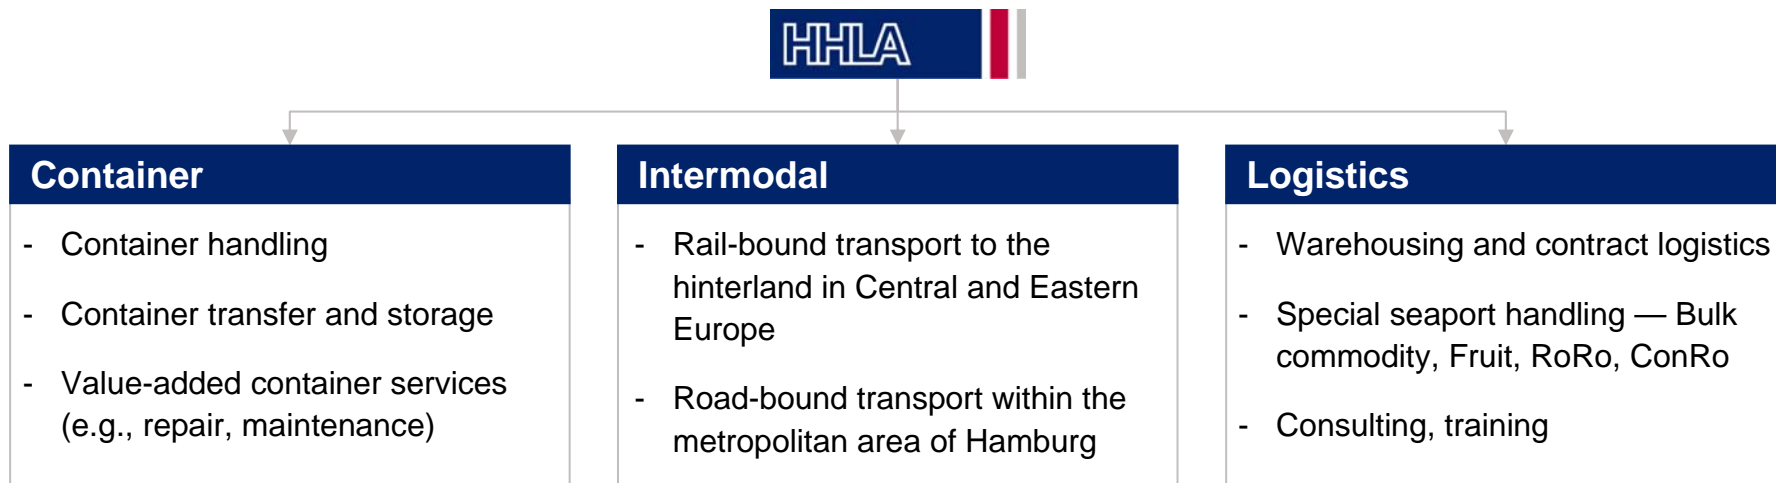 HHLA
Container
- Container handling
- Container transfer and storage
- Value-added container services
(e.g., repair, maintenance)
Intermodal
- Rail-bound transport to the
hinterland in Central and Eastern
Europe
- Road-bound transport within the
metropolitan area of Hamburg
Logistics
- Warehousing and contract logistics
- Special seaport handling — Bulk
commodity, Fruit, RoRo, ConRo
- Consulting, training